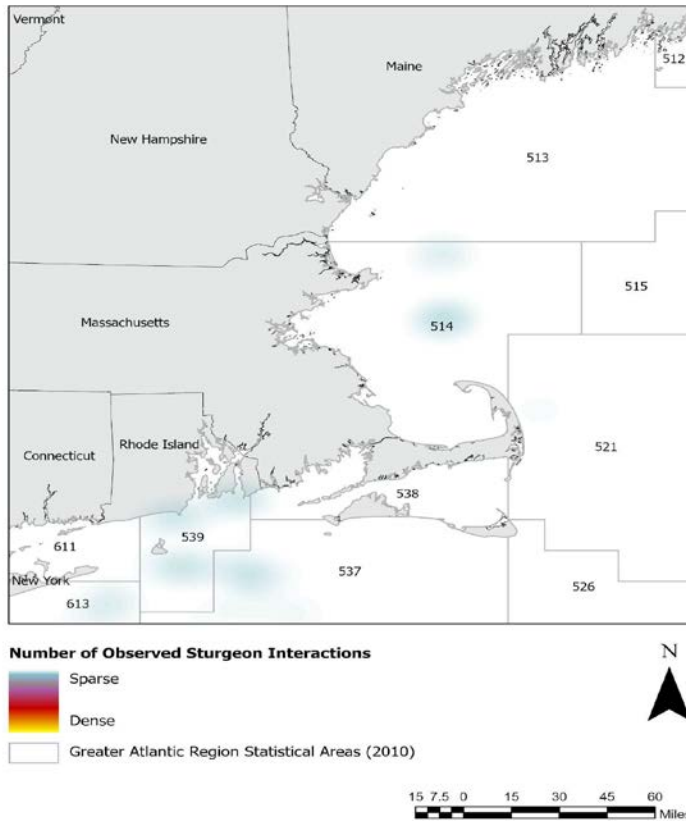 Vermont
Maine
512
New Hampshire
513
515
Massachusetts
514
Rhode Island
Connecticut
521
538
539
611
537
New York
526
613
Number of Observed Sturgeon Interactions
Sparse
Dense
Greater Atlantic Region Statistical Areas (2010)
N
15 7.5 0 15 30 45 60
Miles